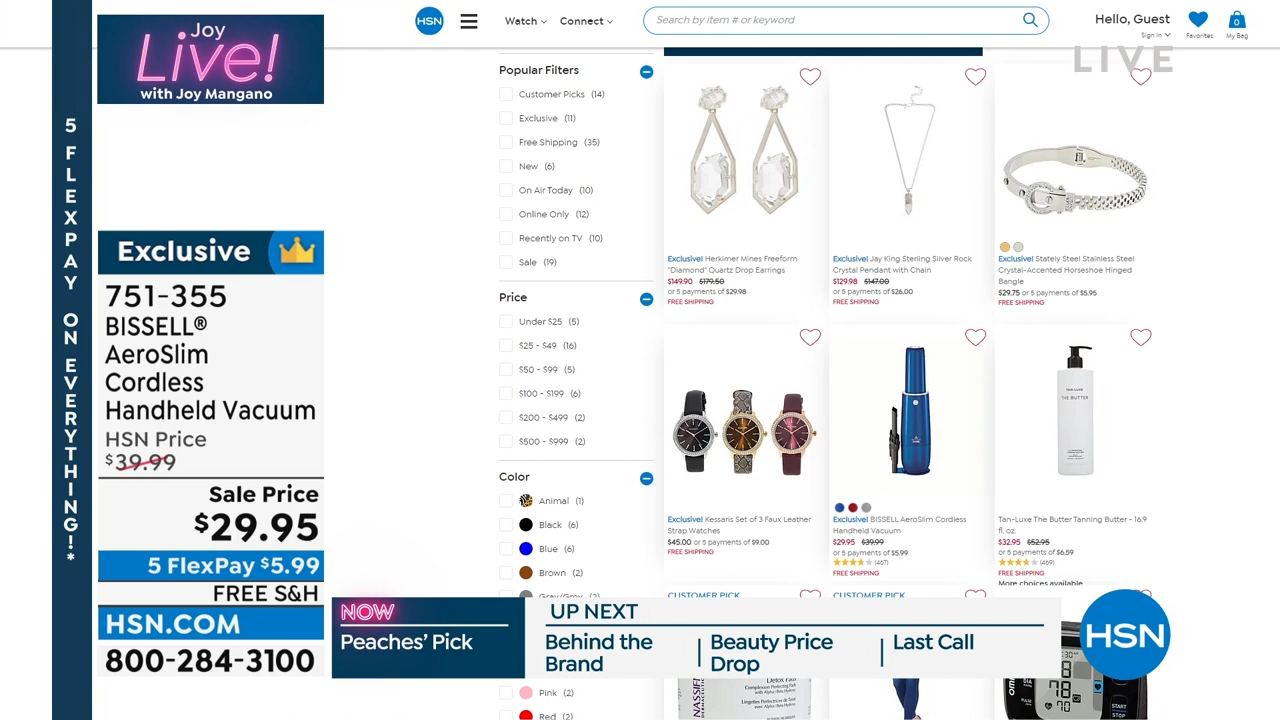 5 FLEXPAY ON EVERYTHING!*
Joy
Live!
with Joy Mangano
Exclusive
751-355
BISSELL®
AeroSlim
Cordless
Handheld Vacuum
HSN Price
$39.99
Sale Price
$29.95
5 FlexPay $5.99
FREE S&H
HSN.COM
800-284-3100
HSN
Watch
Connect
Search by item # or keyword
Hello, Guest
Sign in
Favorites
0
My Bag
LIVE
Popular Filters
Customer Picks (14)
Exclusive (11)
Free Shipping (35)
New (6)
On Air Today (10)
Online Only (12)
Recently on TV (10)
Sale (19)
Price
Under $25 (5)
$25 - $49 (16)
$50 - $99 (5)
$100 - $199 (6)
$200 - $499 (2)
$500 - $999 (2)
Color
Animal (1)
Black (6)
Blue (6)
Brown (2)
Gray/Grey
Pink (2)
Red (2)
Exclusive! Herkimer Mines Freeform
"Diamond" Quartz Drop Earrings
$149.90 $179.50
or 5 payments of $29.98
FREE SHIPPING
Exclusive! Jay King Sterling Silver Rock
Crystal Pendant with Chain
$129.98 $147.00
or 5 payments of $26.00
FREE SHIPPING
Exclusive! Stately Steel Stainless Steel
Crystal-Accented Horseshoe Hinged
Bangle
$29.75 or 5 payments of $5.95
FREE SHIPPING
Exclusive! Kessaris Set of 3 Faux Leather
Strap Watches
$45.00 or 5 payments of $9.00
FREE SHIPPING
Exclusive! BISSELL AeroSlim Cordless
Handheld Vacuum
$29.95 $39.99
or 5 payments of $5.99
(467)
FREE SHIPPING
TAN-LUXE
THE BUTTER
Tan-Luxe The Butter Tanning Butter - 16.9
fl. oz.
$32.95 $52.95
or 5 payments of $6.59
(469)
FREE SHIPPING
More choices available
CUSTOMER PICK
CUSTOMER PICK
NOW
Peaches' Pick
UP NEXT
Behind the
Brand
Beauty Price
Drop
Last Call
HSN
Detox Pads
START
STOP